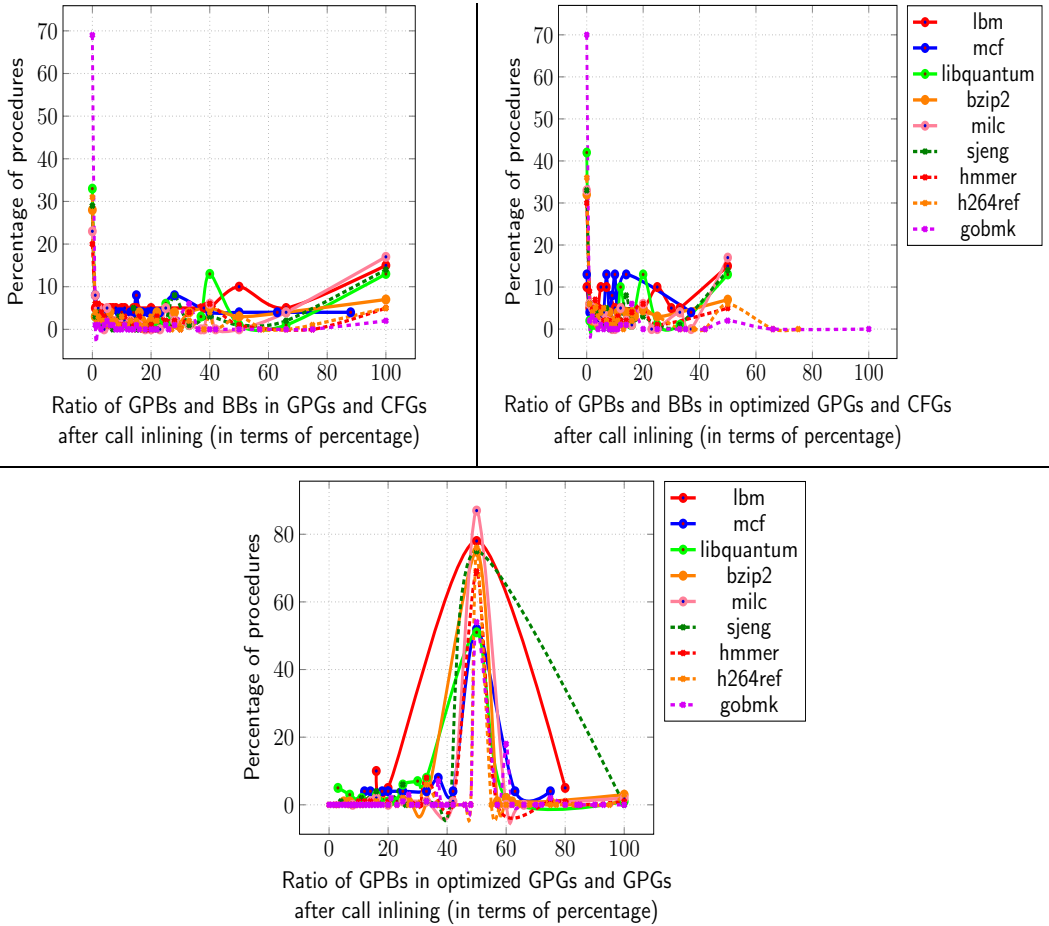 70
60
50
40
30
20
10
0
Percentage of procedures
0 20 40 60 80 100
Ratio of GPBs and BBs in GPGs and CFGs
after call inlining (in terms of percentage)
70
60
50
40
30
20
10
0
Percentage of procedures
0 20 40 60 80 100
Ratio of GPBs and BBs in optimized GPGs and CFGs
after call inlining (in terms of percentage)
lbm
mcf
libquantum
bzip2
milc
sjeng
hmmer
h264ref
gobmk
80
60
40
20
0
Percentage of procedures
0 20 40 60 80 100
Ratio of GPBs in optimized GPGs and GPGs
after call inlining (in terms of percentage)
lbm
mcf
libquantum
bzip2
milc
sjeng
hmmer
h264ref
gobmk